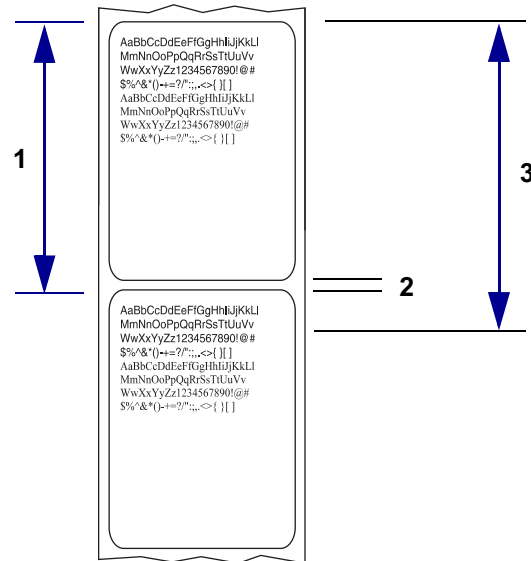 AaBbCcDdEeFfGgHhIiJjKkLl
MmNnOoPpQqRrSsTtUuVv
WwXxYyZz1234567890!@#
$%^&*()-+=?/":;,.<>{ }[ ]
AaBbCcDdEeFfGgHhIiJjKkLl
MmNnOoPpQqRrSsTtUuVv
WwXxYyZz1234567890!@#
$%^&*()-+=?/":;,.<>{ }[ ]
1
3
2
AaBbCcDdEeFfGgHhIiJjKkLl
MmNnOoPpQqRrSsTtUuVv
WwXxYyZz1234567890!@#
$%^&*()-+=?/":;,.<>{ }[ ]
AaBbCcDdEeFfGgHhIiJjKkLl
MmNnOoPpQqRrSsTtUuVv
WwXxYyZz1234567890!@#
$%^&*()-+=?/":;,.<>{ }[ ]